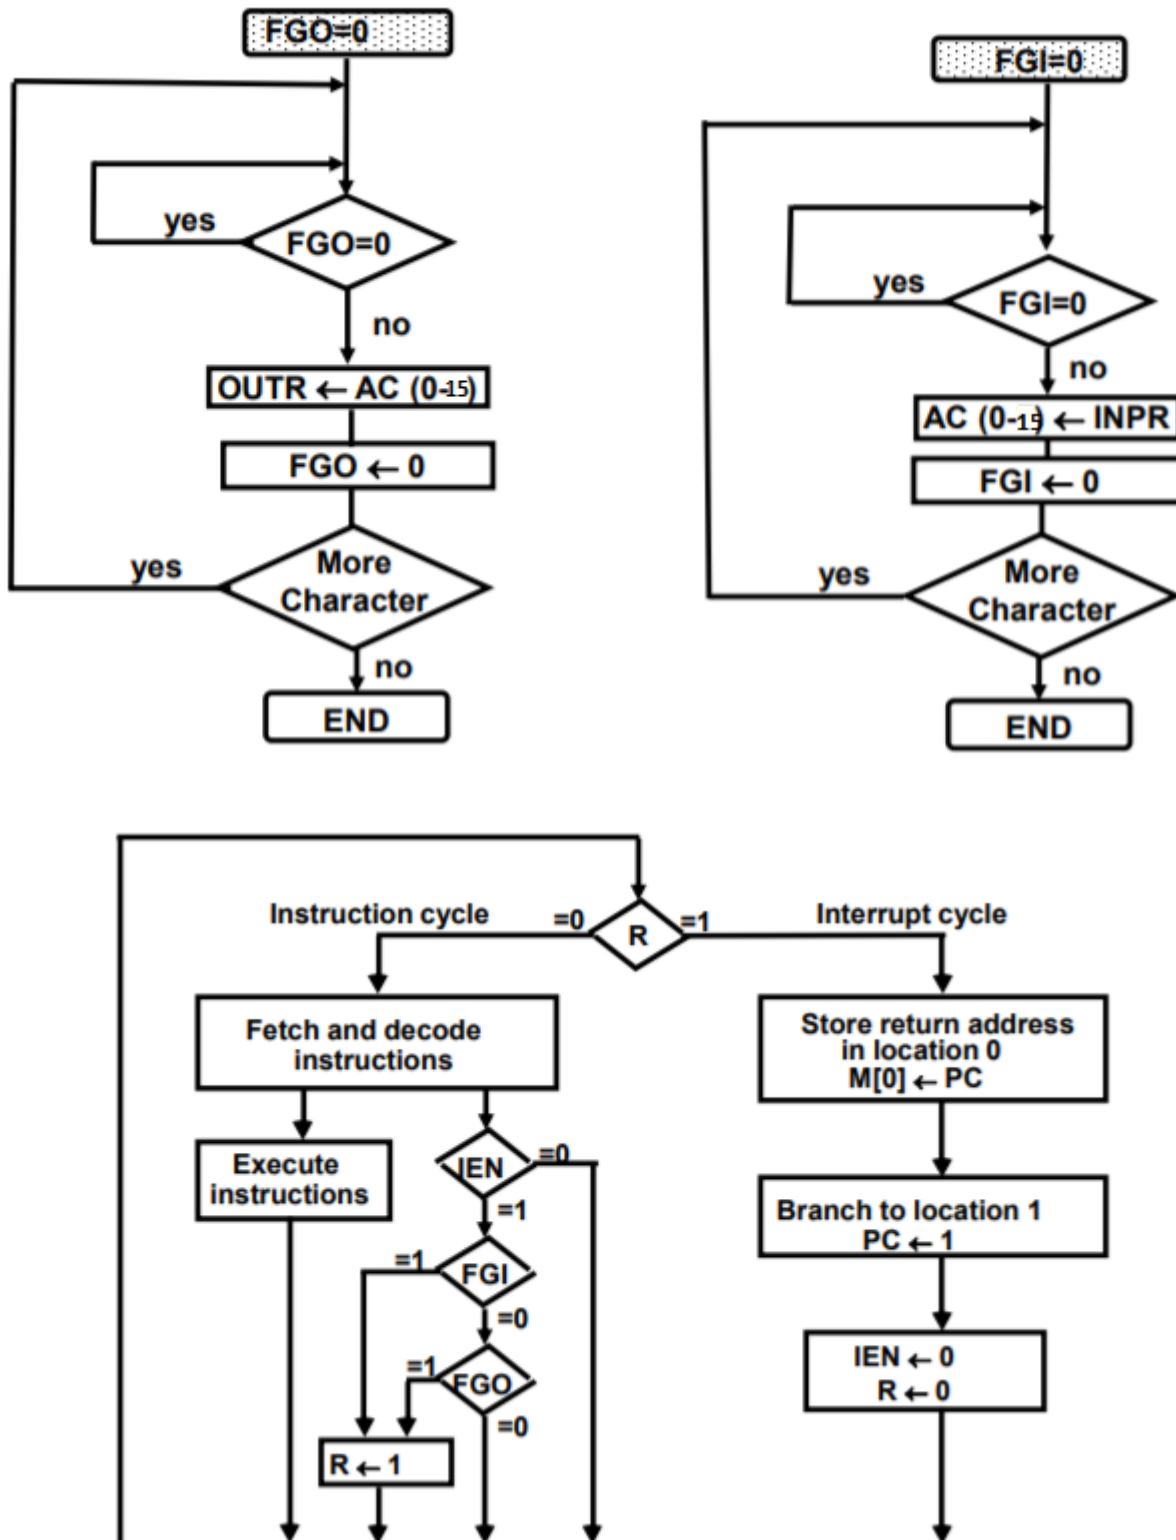 FGO=0
yes
FGO=0
no
OUTR ← AC (0-15)
FGO ← 0
yes
More
Character
no
END
FGI=0
yes
FGI=0
no
AC (0-15) ← INPR
FGI ← 0
yes
More
Character
no
END
Instruction cycle
=0
R
=1
Interrupt cycle
Fetch and decode
instructions
Execute
instructions
IEN
=0
=1
=1
FGI
=0
=1
FGO
=0
R ← 1
Store return address
in location 0
M[0] ← PC
Branch to location 1
PC ← 1
IEN ← 0
R ← 0